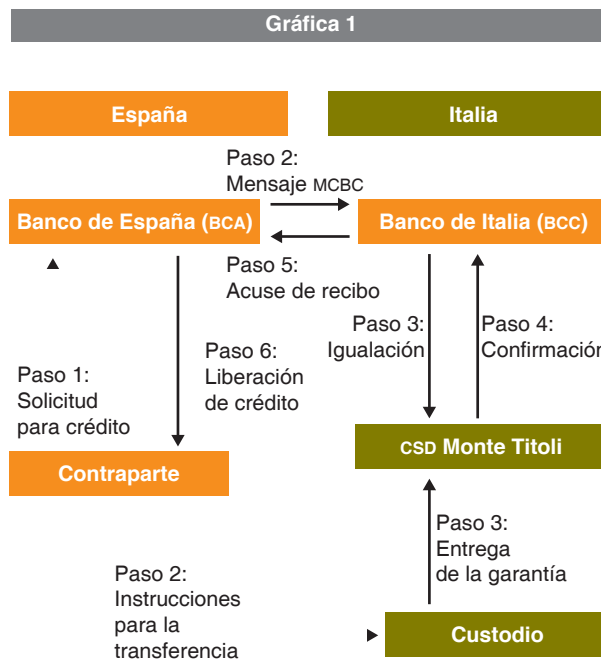 Gráfica 1
España
Italia
Paso 2:
Mensaje MCBC
Banco de España (BCA)
Banco de Italia (BCC)
Paso 5:
Acuse de recibo
Paso 3:
Igualación
Paso 4:
Confirmación
Paso 6:
Liberación
de crédito
Paso 1:
Solicitud
para crédito
CSD Monte Titoli
Contraparte
Paso 3:
Entrega
de la garantía
Paso 2:
Instrucciones
para la
transferencia
Custodio